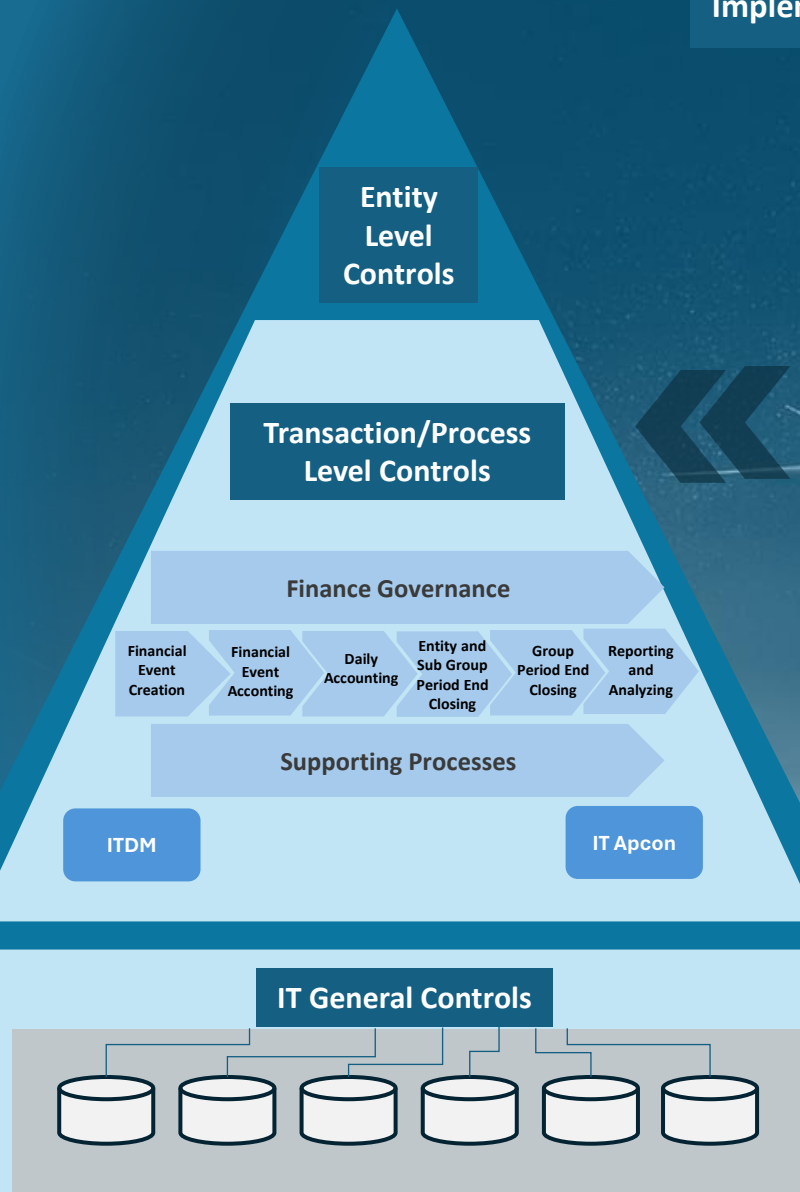 Implem
Entity
Level
Controls
Transaction/Process
Level Controls
Finance Governance
Financial
Event
Creation
Financial
Event
Acconting
Daily
Accounting
Entity and
Sub Group
Period End
Closing
Group
Period End
Closing
Reporting
and
Analyzing
Supporting Processes
ITDM
IT Apcon
IT General Controls